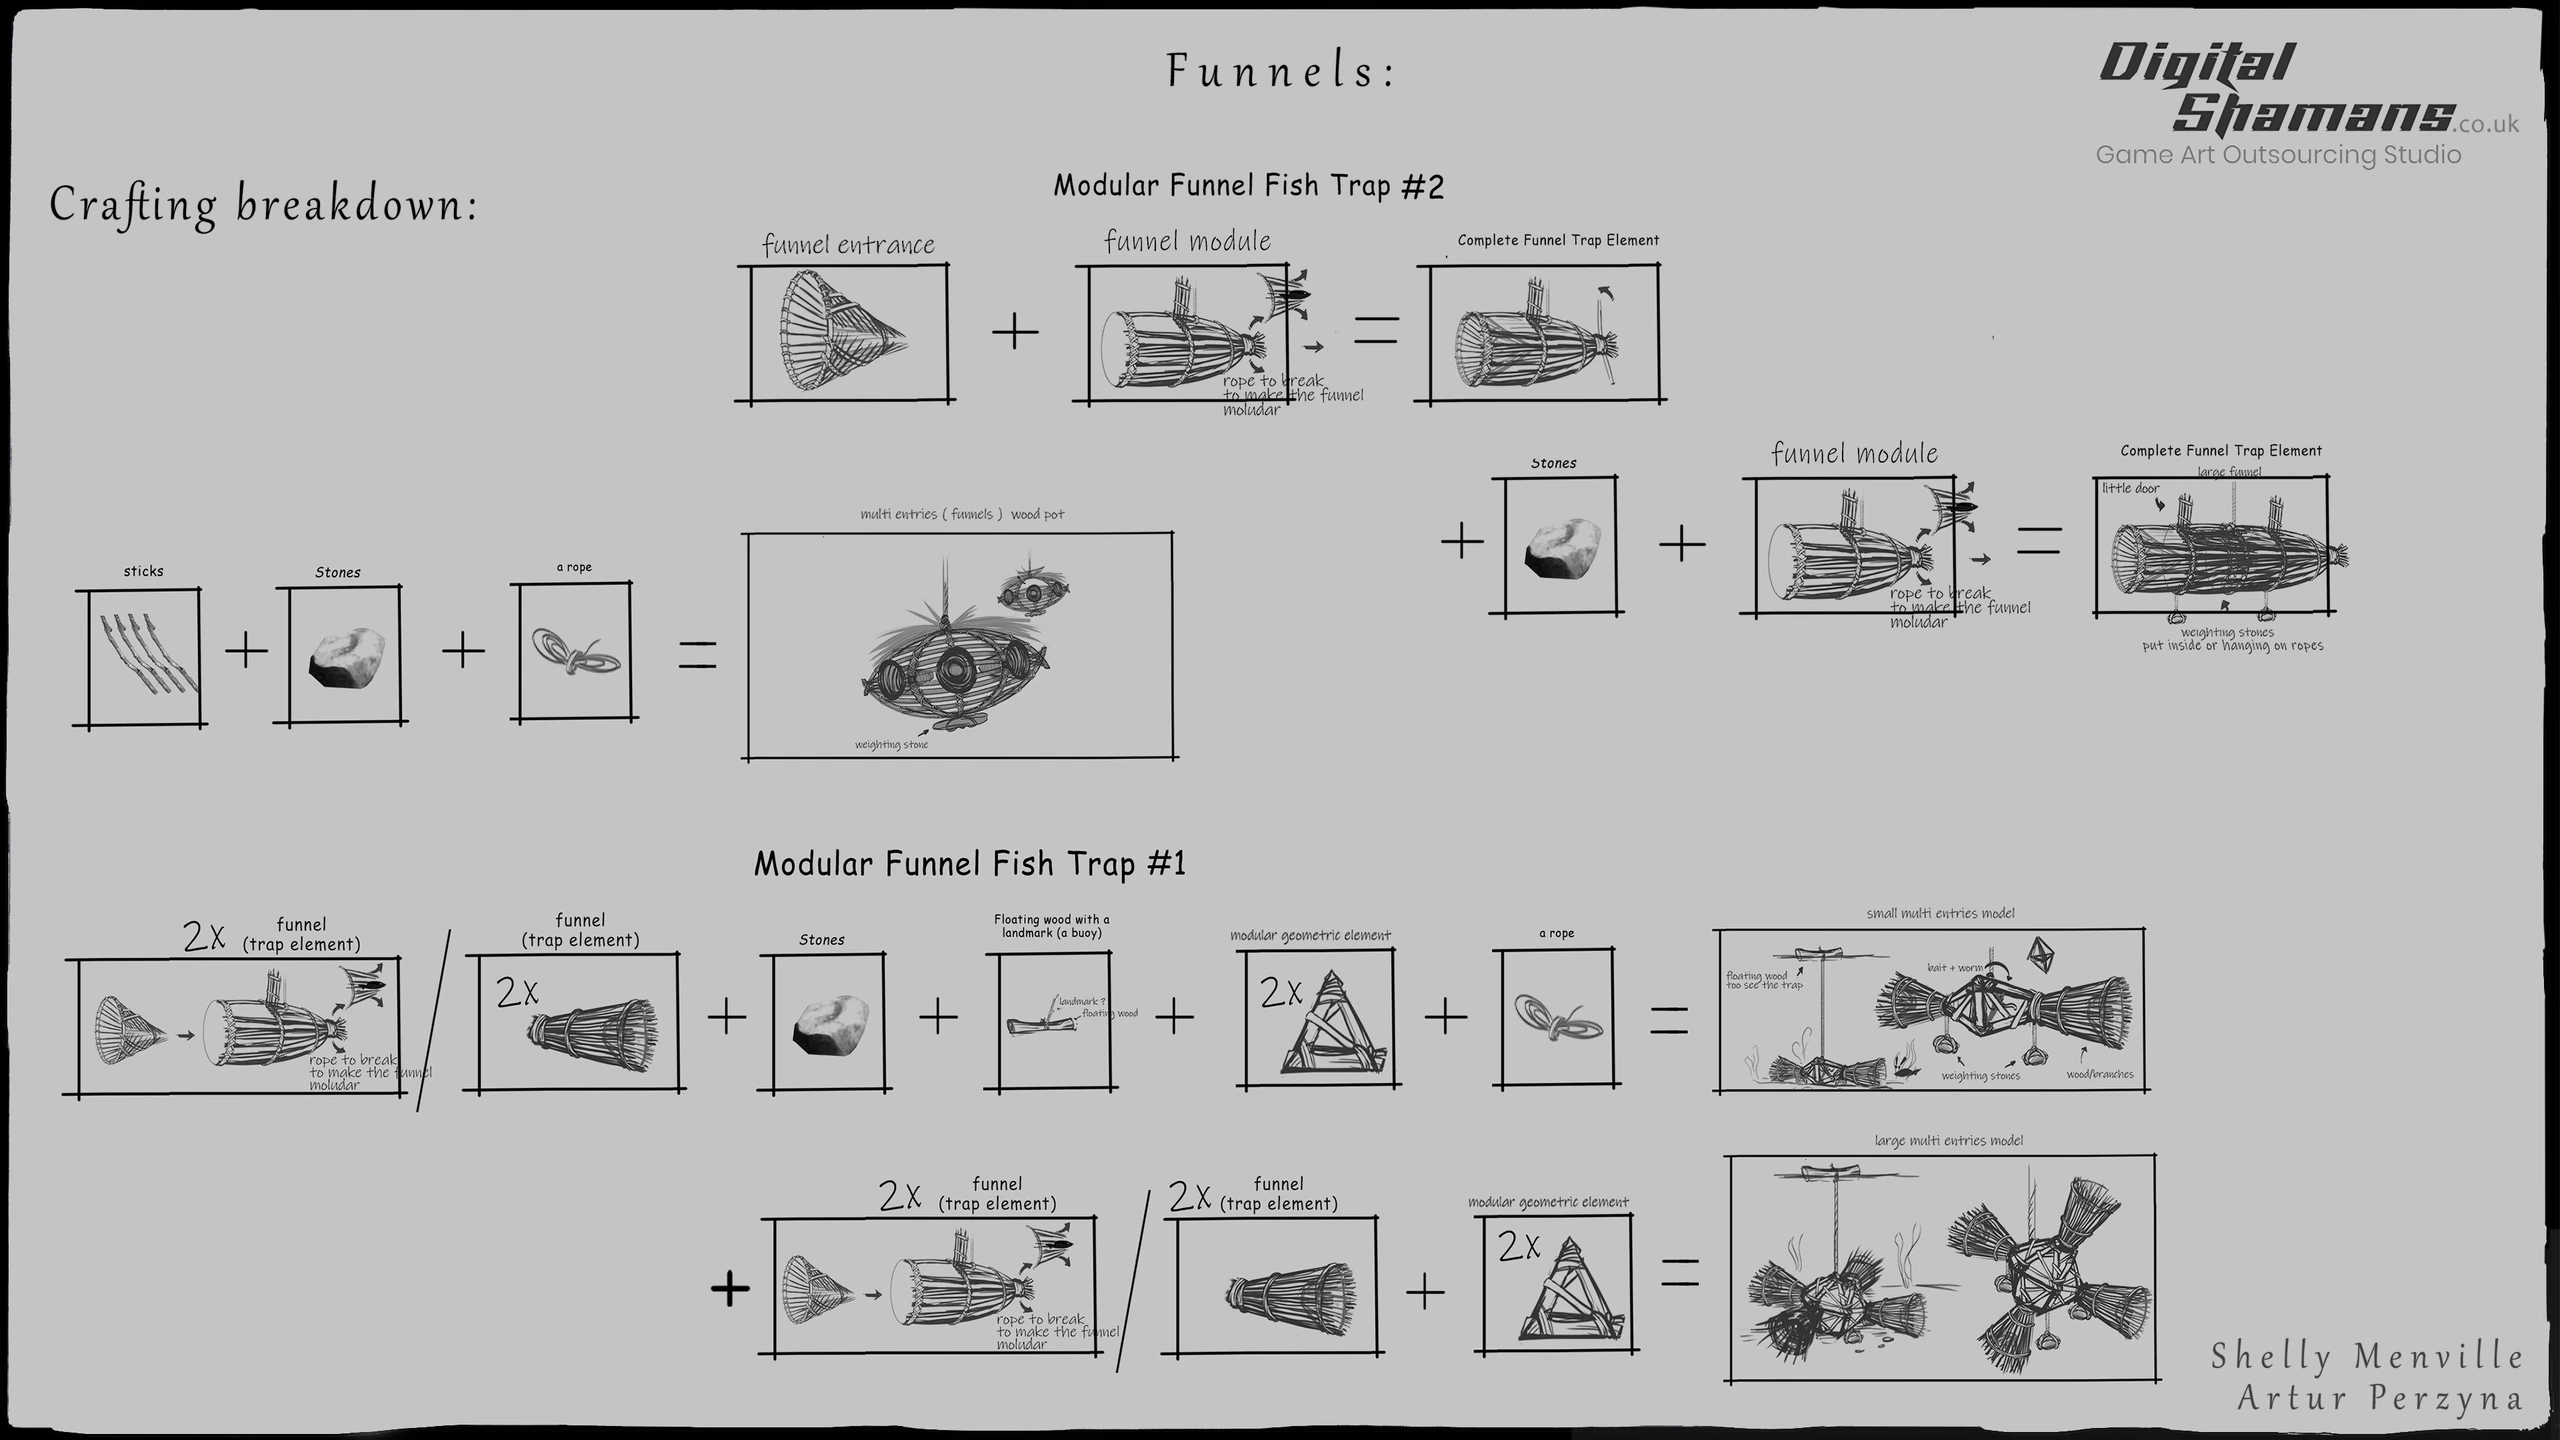 Funnels:
Digital
Shamans.co.uk
Game Art Outsourcing Studio
Crafting breakdown:
Modular Funnel Fish Trap #2
funnel entrance
funnel module
Complete Funnel Trap Element
+
=
rope to break
to make the funnel
moludar
Stones
funnel module
Complete Funnel Trap Element
large funnel
little door
+
+
=
rope to break
to make the funnel
moludar
weighting stones
put inside or hanging on ropes
multi entries ( funnels ) wood pot
sticks
Stones
a rope
+
+
=
weighting stone
Modular Funnel Fish Trap #1
2x funnel
(trap element)
rope to break
to make the funnel
moludar
/
funnel
(trap element)
2x
+
Stones
+
Floating wood with a
landmark (a buoy)
landmark ?
floating wood
+
modular geometric element
2x
+
a rope
=
small multi entries model
floating wood
too see the trap
bait + worm
weighting stones
wood/branches
+
2x funnel
(trap element)
rope to break
to make the funnel
moludar
/
2x funnel
(trap element)
+
modular geometric element
2x
=
large multi entries model
Shelly Menville
Artur Perzyna